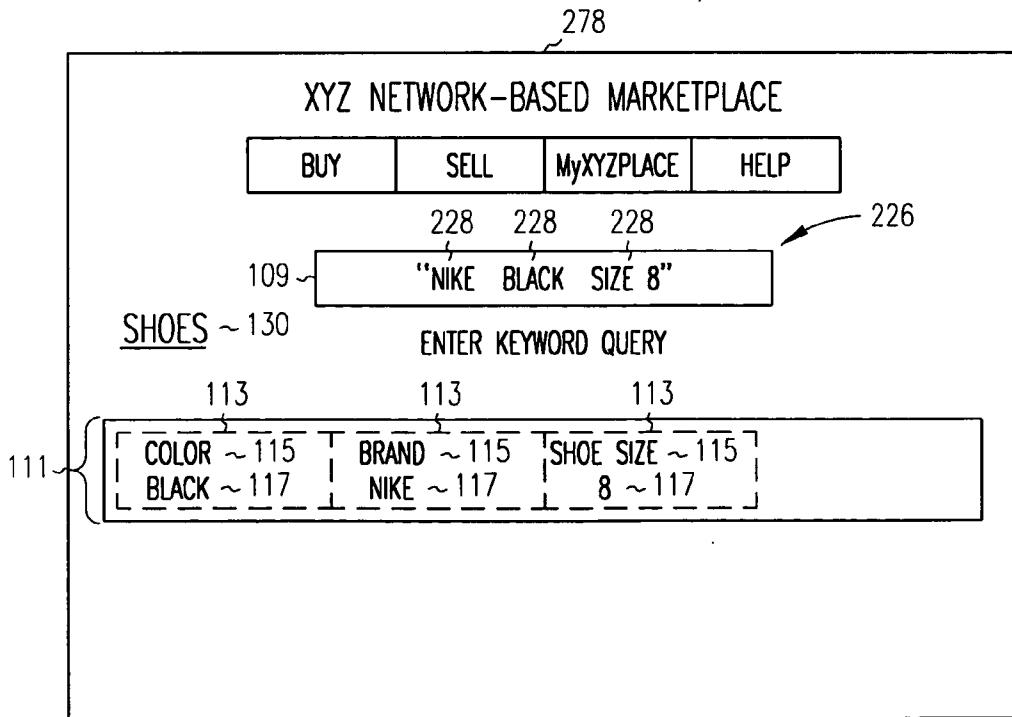 278
XYZ NETWORK-BASED MARKETPLACE
BUY SELL MyXYZPLACE HELP
228 228 228 226
109 "NIKE BLACK SIZE 8"
SHOES ~ 130
ENTER KEYWORD QUERY
113 113 113
111
COLOR ~ 115 BRAND ~ 115 SHOE SIZE ~ 115
BLACK ~ 117 NIKE ~ 117 8 ~ 117